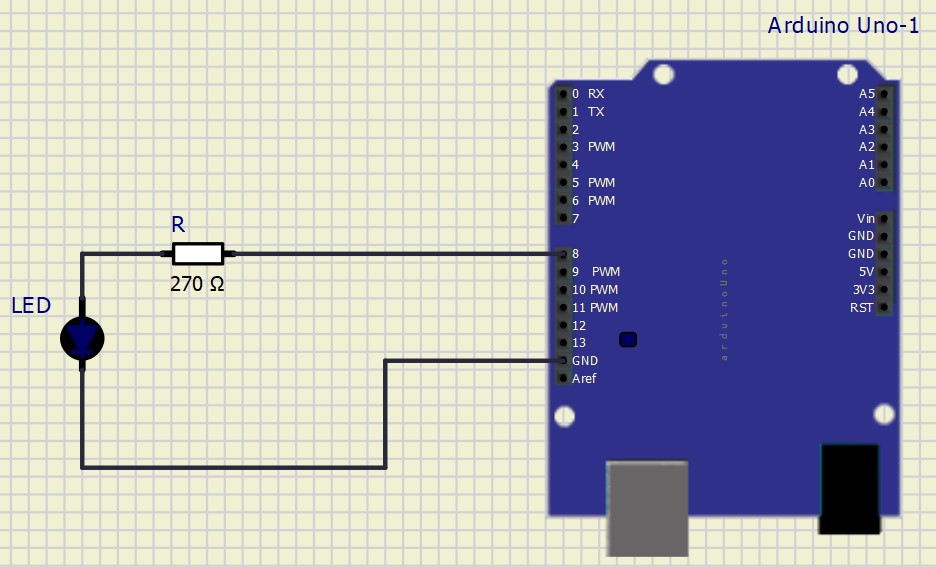 Arduino Uno-1
0 RX
1 TX
2
3 PWM
4
5 PWM
6 PWM
7
8
9 PWM
10 PWM
11 PWM
12
13
GND
Aref
A5
A4
A3
A2
A1
A0
Vin
GND
GND
5V
3V3
RST
arduinoUno
R
270 Ω
LED